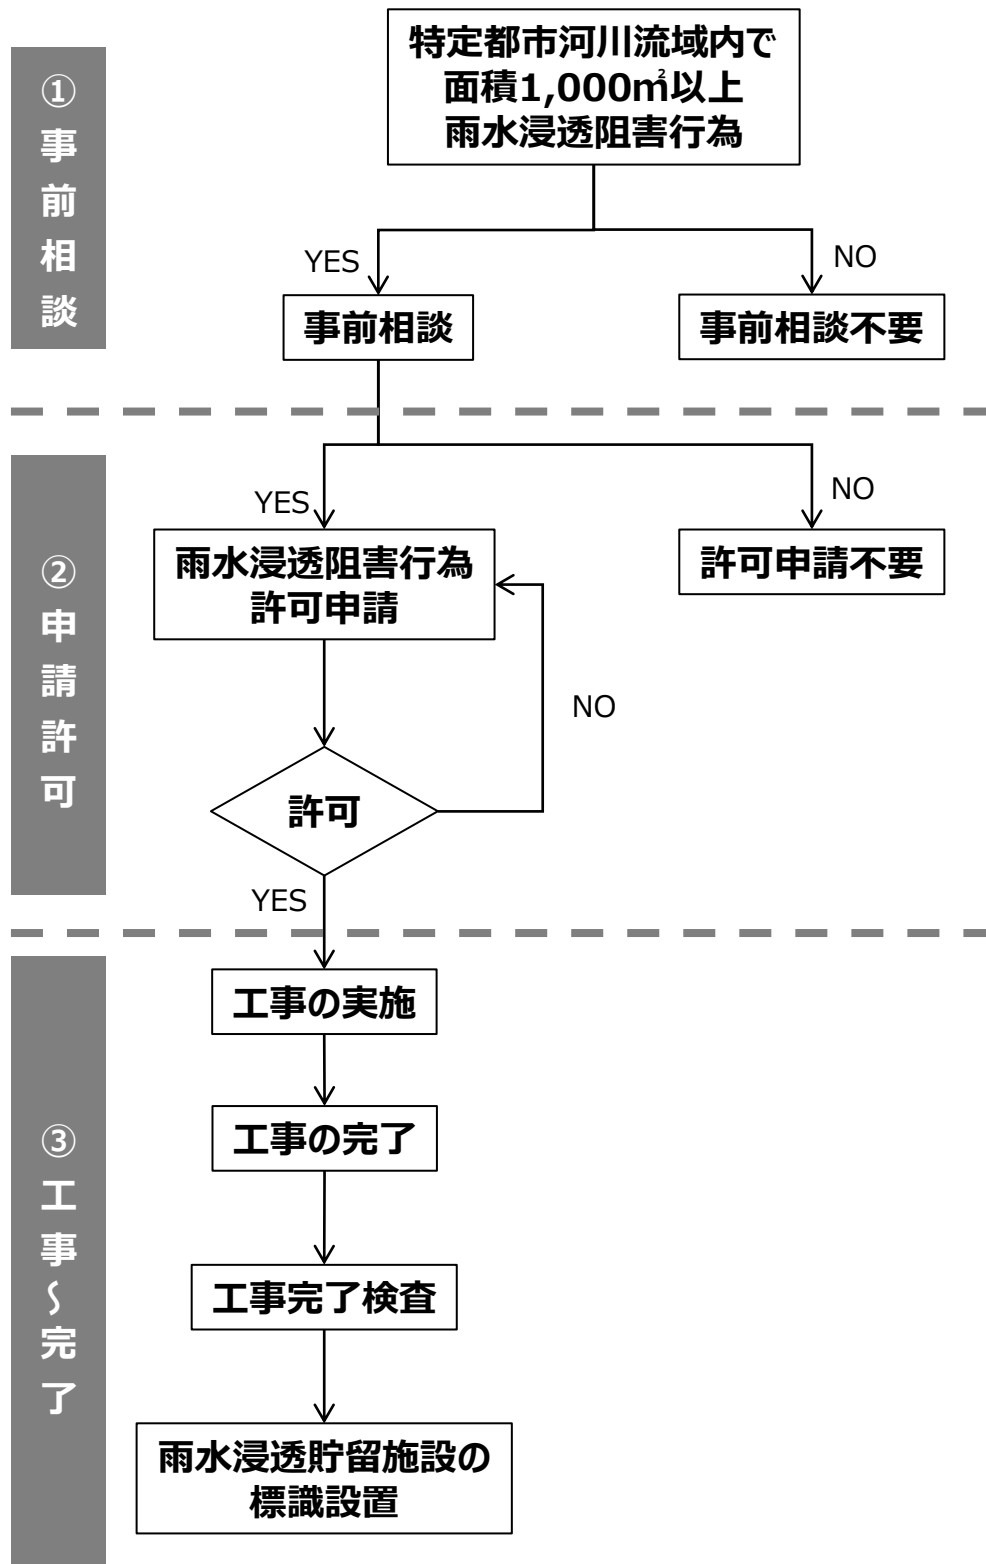 ①事前相談
特定都市河川流域内で
面積1,000㎡以上
雨水浸透阻害行為
YES
NO
事前相談
事前相談不要
②申請許可
YES
NO
雨水浸透阻害行為
許可申請
許可申請不要
NO
許可
YES
③工事~完了
工事の実施
工事の完了
工事完了検査
雨水浸透貯留施設の
標識設置